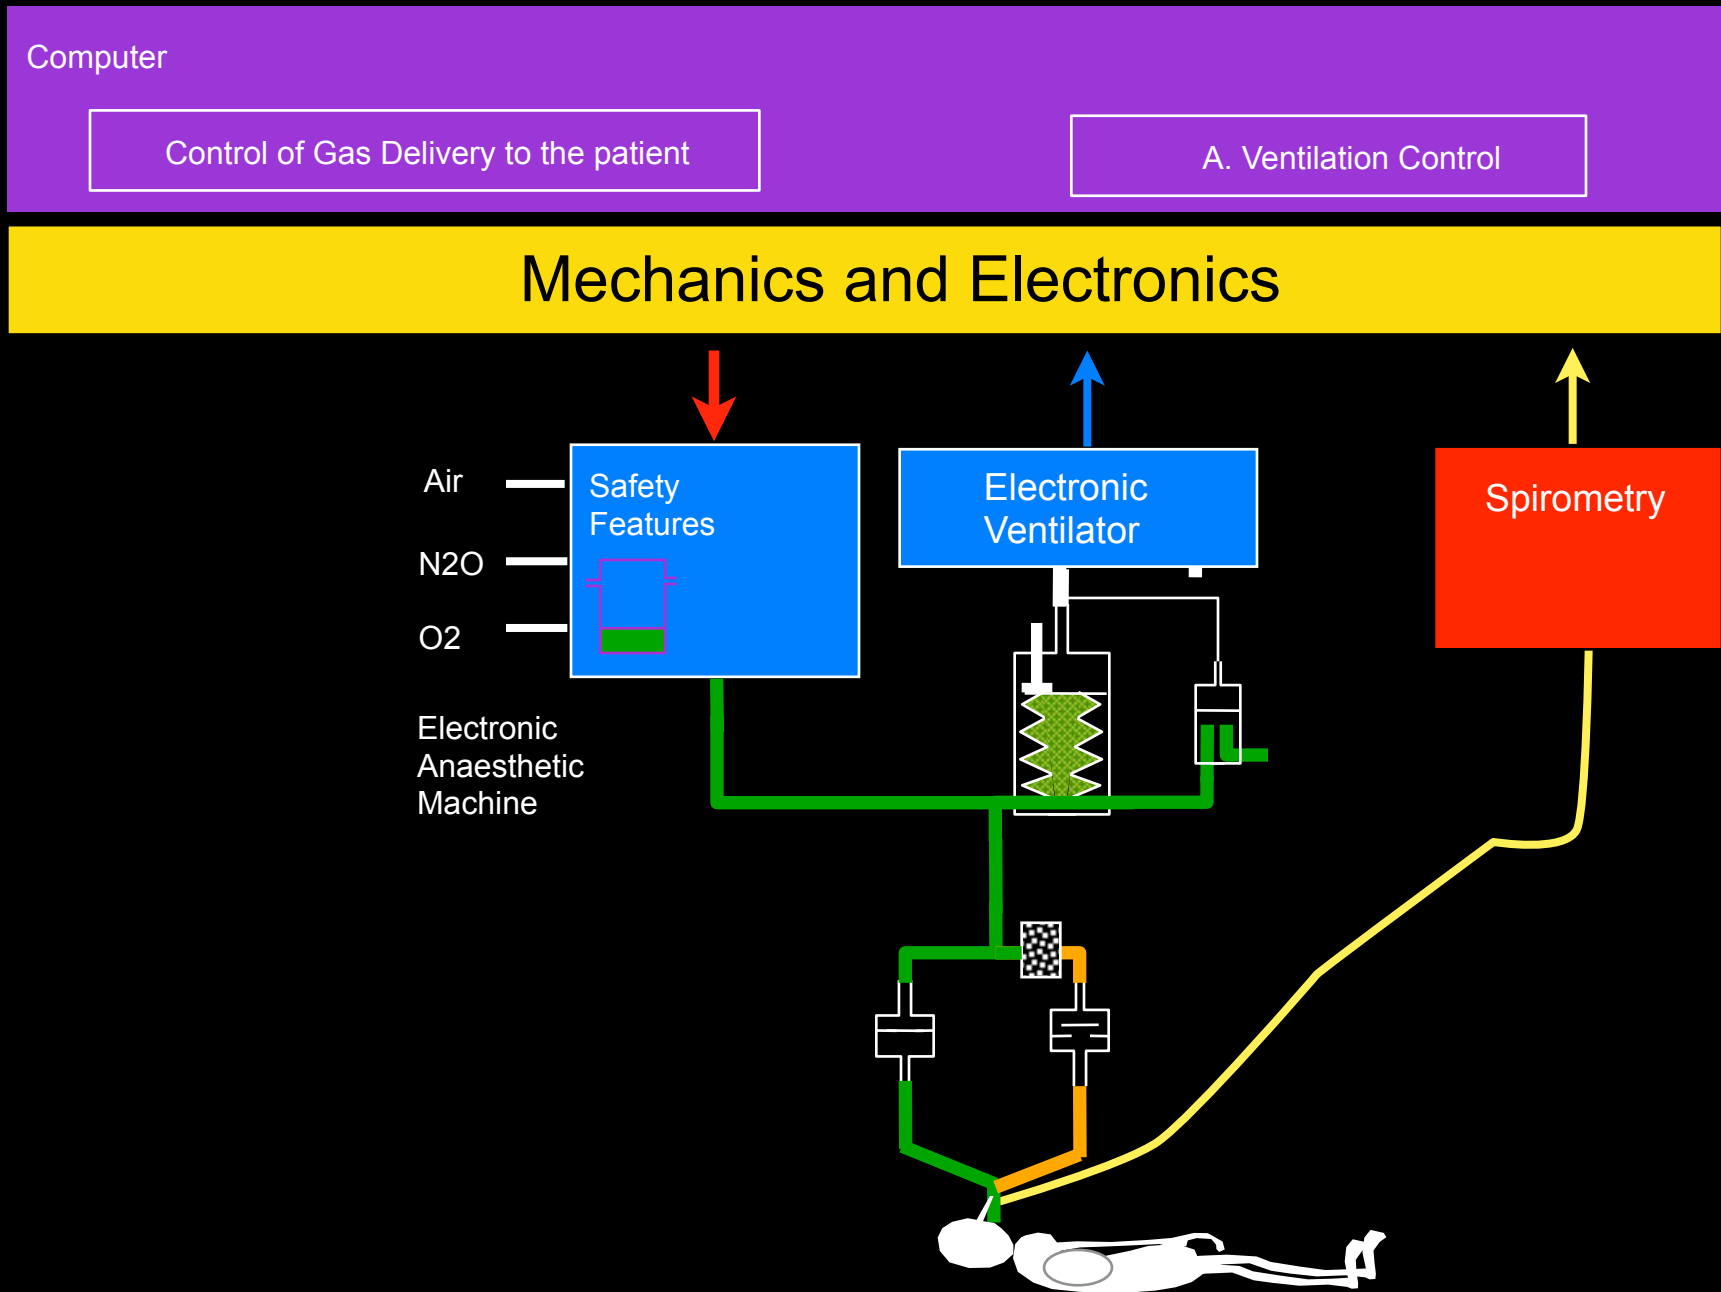 Computer
Control of Gas Delivery to the patient
A. Ventilation Control
Mechanics and Electronics
Air
N2O
O2
Safety
Features
Electronic
Ventilator
Spirometry
Electronic
Anaesthetic
Machine